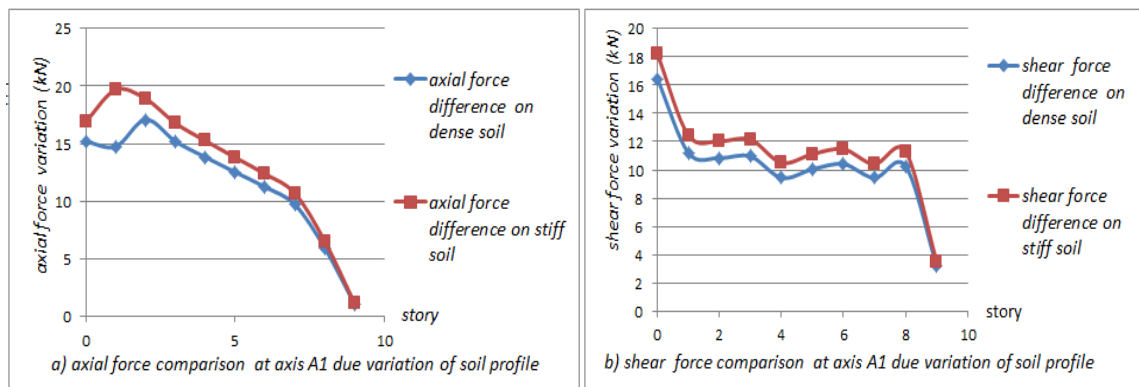 axial force variation (kN)
25
20
15
10
5
0
0
5
10
story
axial force
difference on
dense soil
axial force
difference on stiff
soil
a) axial force comparison at axis A1 due variation of soil profile
shear force variation (kN)
20
18
16
14
12
10
8
6
4
2
0
0
2
4
6
8
10
story
shear force
difference on
dense soil
shear force
difference on
stiff soil
b) shear force comparison at axis A1 due variation of soil profile